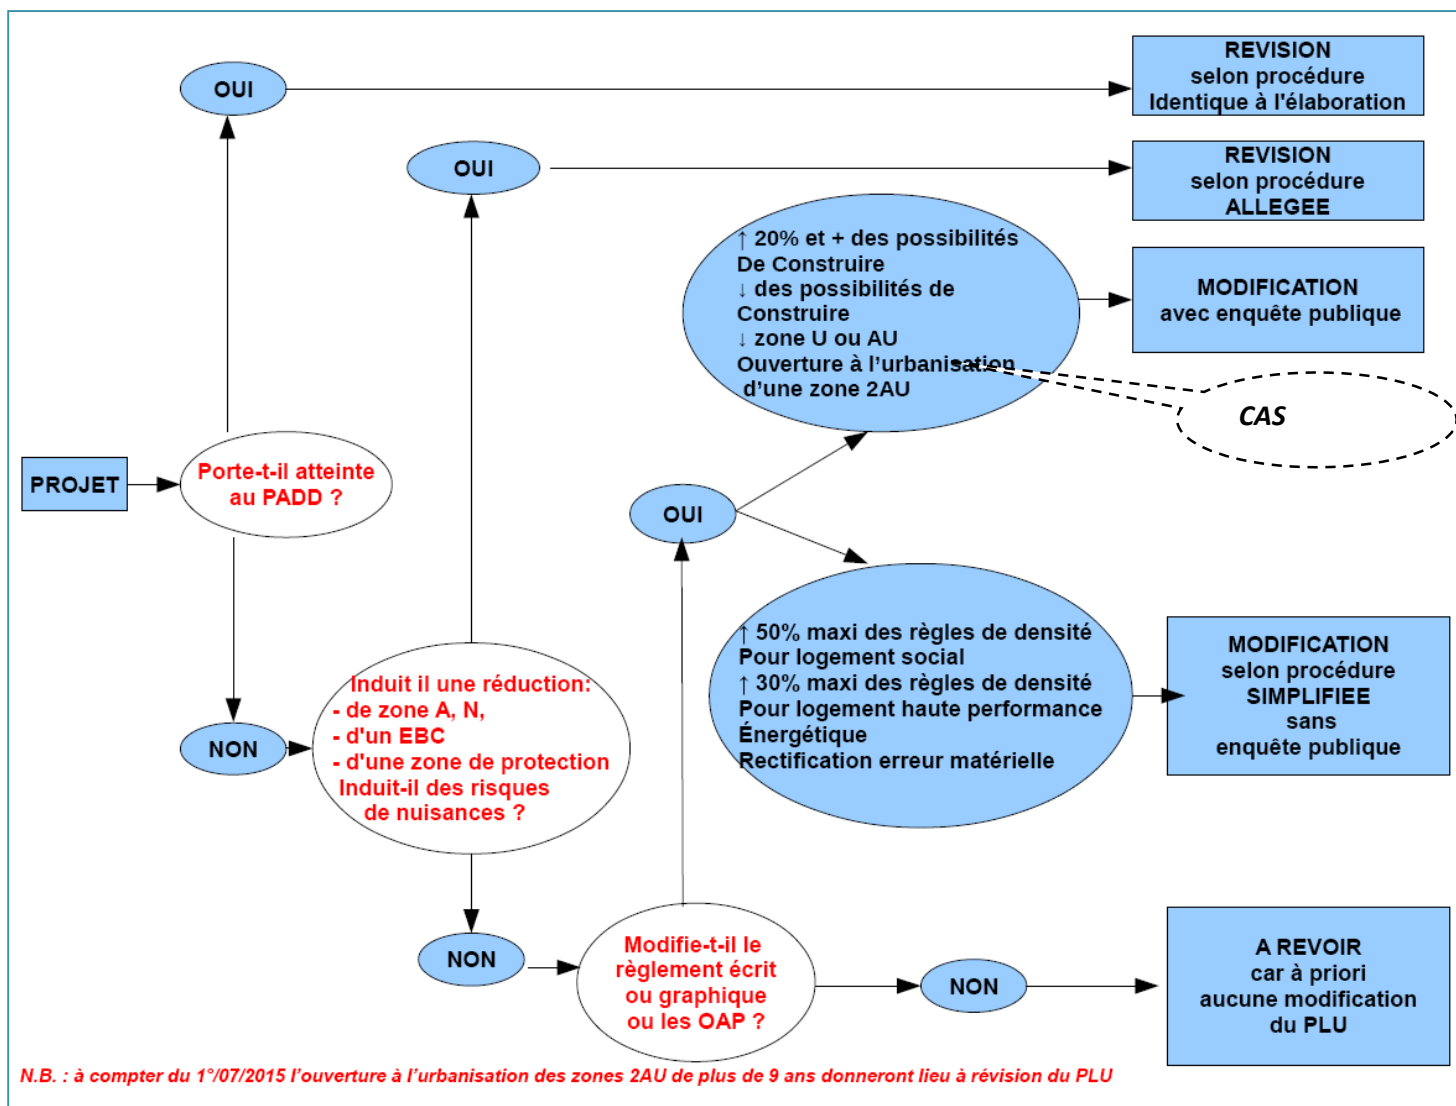 OUI
REVISION
selon procédure
Identique à l'élaboration
OUI
REVISION
selon procédure
ALLEGEE
↑ 20% et + des possibilités
De Construire
↓ des possibilités de
Construire
↓ zone U ou AU
Ouverture à l’urbanisation
d’une zone 2AU
MODIFICATION
avec enquête publique
CAS
PROJET
Porte-t-il atteinte
au PADD ?
OUI
↑ 50% maxi des règles de densité
Pour logement social
↑ 30% maxi des règles de densité
Pour logement haute performance
Énergétique
Rectification erreur matérielle
MODIFICATION
selon procédure
SIMPLIFIEE
sans
enquête publique
NON
Induit il une réduction:
- de zone A, N,
- d'un EBC
- d'une zone de protection
Induit-il des risques
de nuisances ?
NON
Modifie-t-il le
règlement écrit
ou graphique
ou les OAP ?
NON
A REVOIR
car à priori
aucune modification
du PLU
N.B. : à compter du 1°/07/2015 l’ouverture à l’urbanisation des zones 2AU de plus de 9 ans donneront lieu à révision du PLU